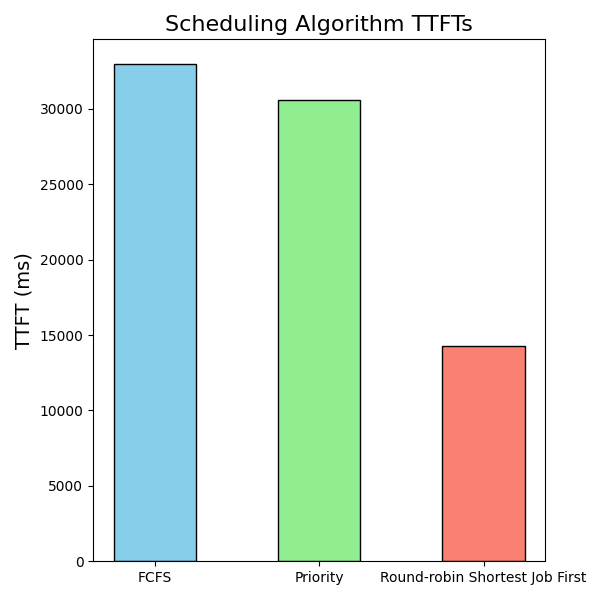 Scheduling Algorithm TTFTs
TTFT (ms)
30000
25000
20000
15000
10000
5000
0
FCFS
Priority
Round-robin Shortest Job First